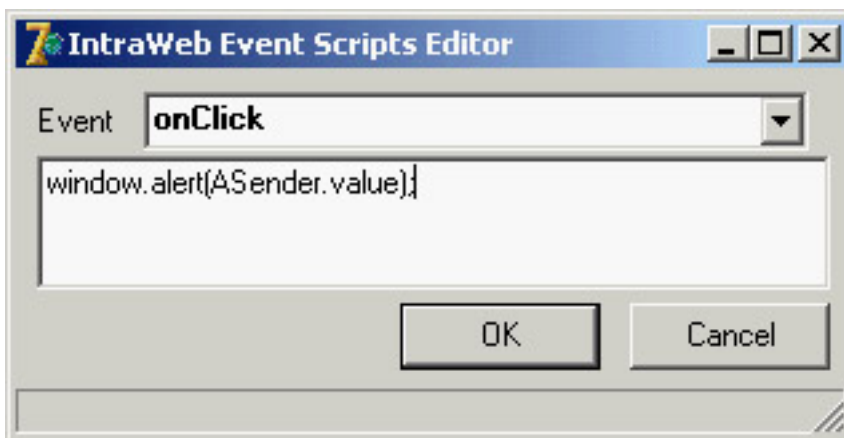 IntraWeb Event Scripts Editor
Event onClick
window.alert(ASender.value);
OK Cancel